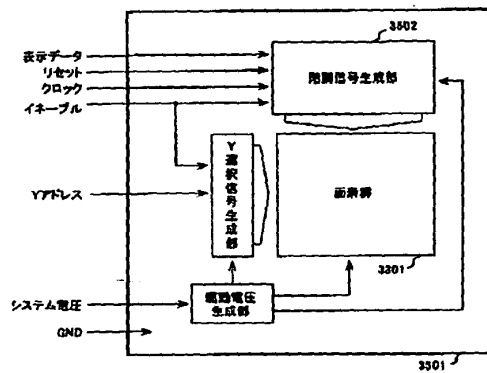 3502
表示データ
リセット
クロック
イネーブル
階調信号生成部
Y選択信号生成部
画素部
Yアドレス
3301
システム電圧
駆動電圧
生成部
GND
3501